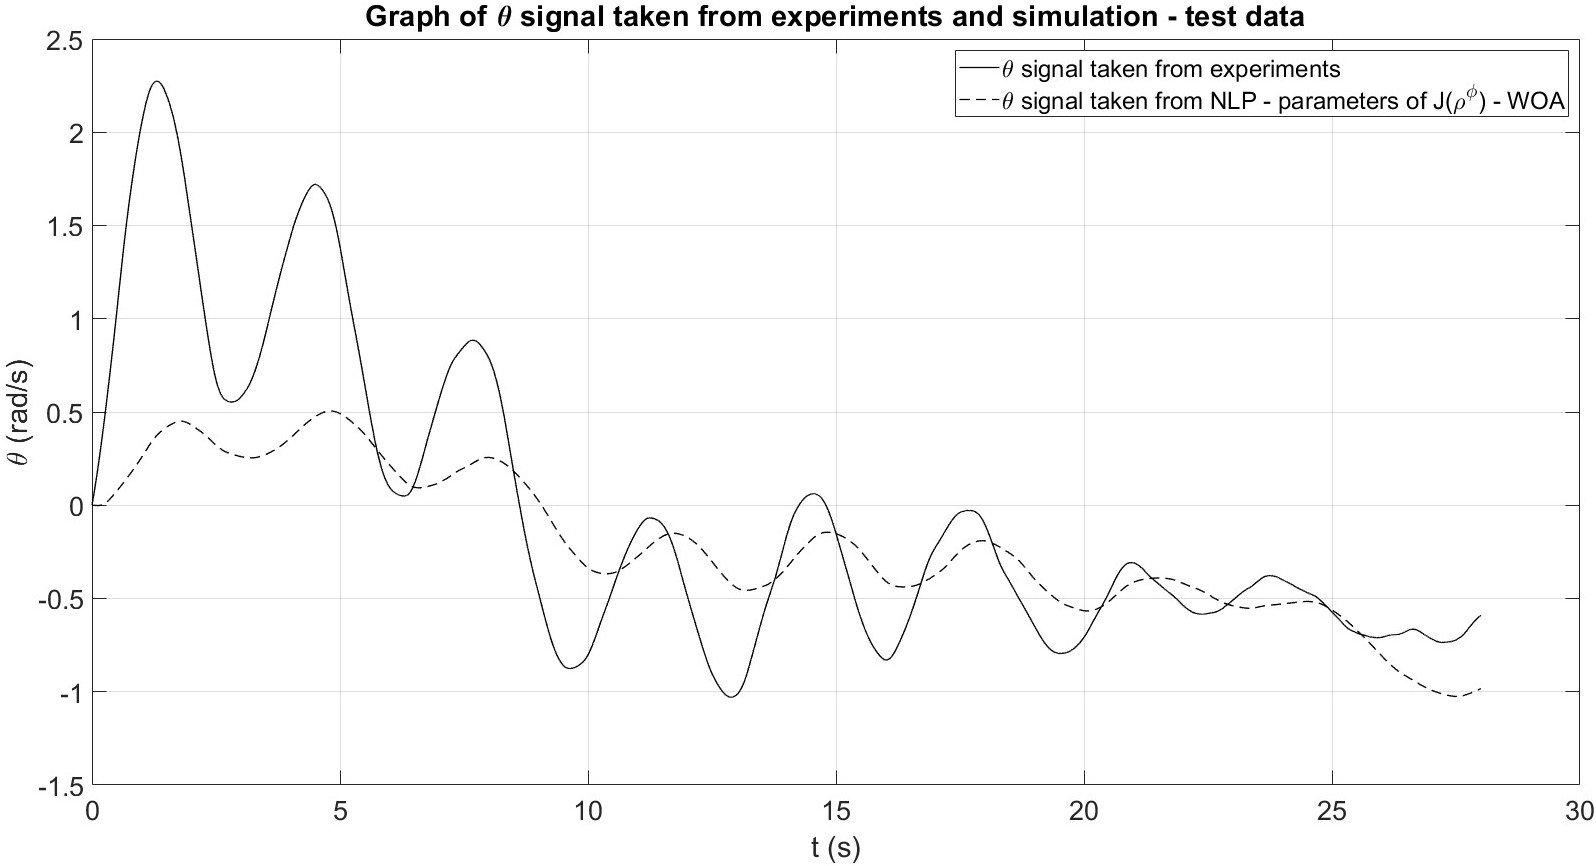 Graph of θ signal taken from experiments and simulation - test data
θ signal taken from experiments
θ signal taken from NLP - parameters of J(ρ^ϕ) - WOA
2.5
2
1.5
1
0.5
0
-0.5
-1
-1.5
θ (rad/s)
0 5 10 15 20 25 30
t (s)